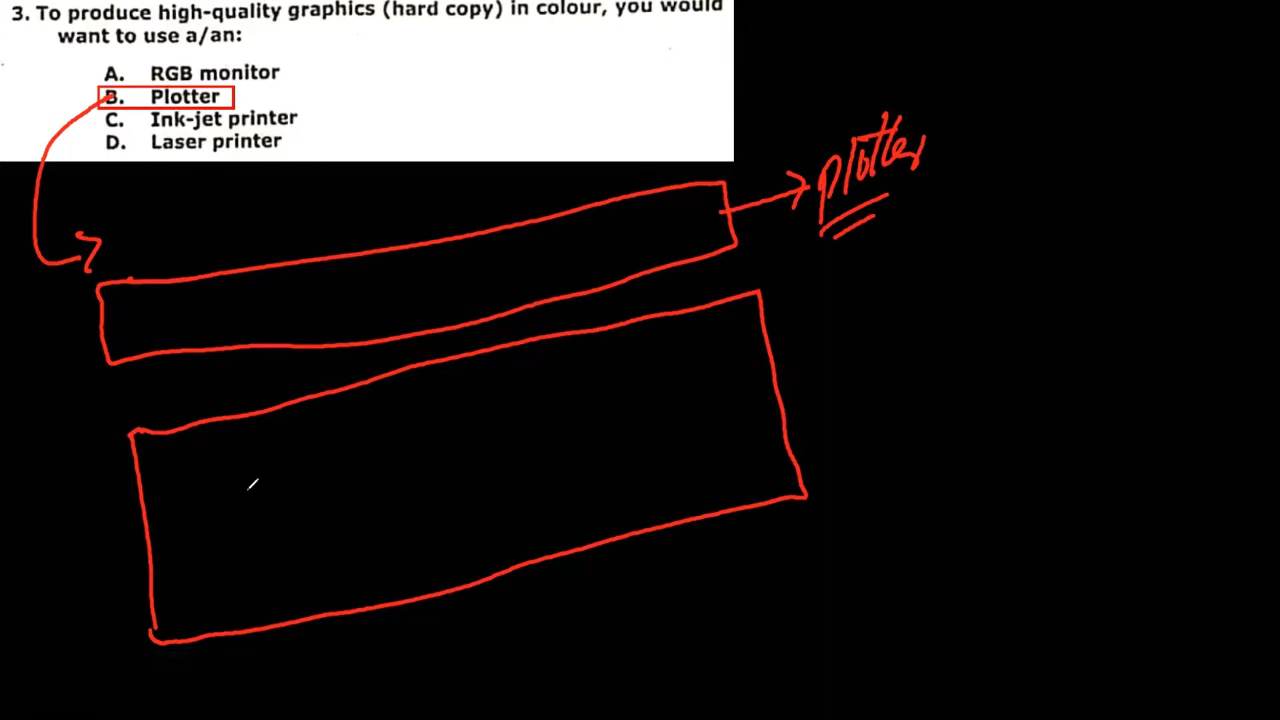 3. To produce high-quality graphics (hard copy) in colour, you would
want to use a/an:
A. RGB monitor
B. Plotter
C. Ink-jet printer
D. Laser printer
plotter